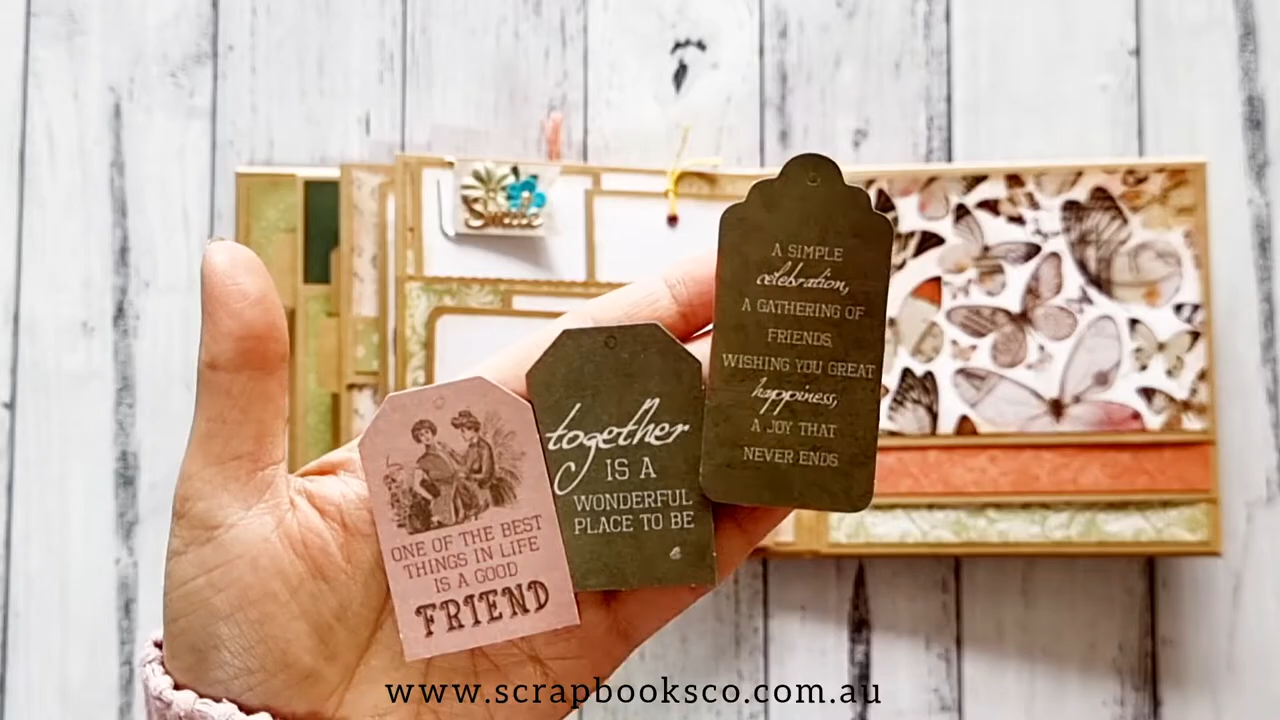 Smile
A SIMPLE
celebration,
A GATHERING OF
FRIENDS,
WISHING YOU GREAT
happiness,
A JOY THAT
NEVER ENDS
together
IS A
WONDERFUL
PLACE TO BE
ONE OF THE BEST
THINGS IN LIFE
IS A GOOD
FRIEND
www.scrapbooksco.com.au